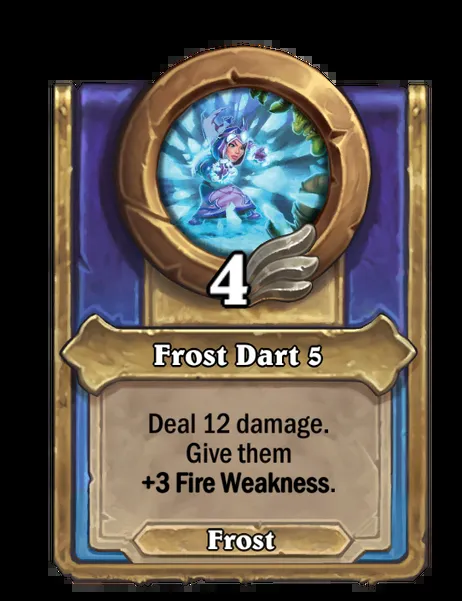 4
Frost Dart 5
Deal 12 damage.
Give them
+3 Fire Weakness.
Frost